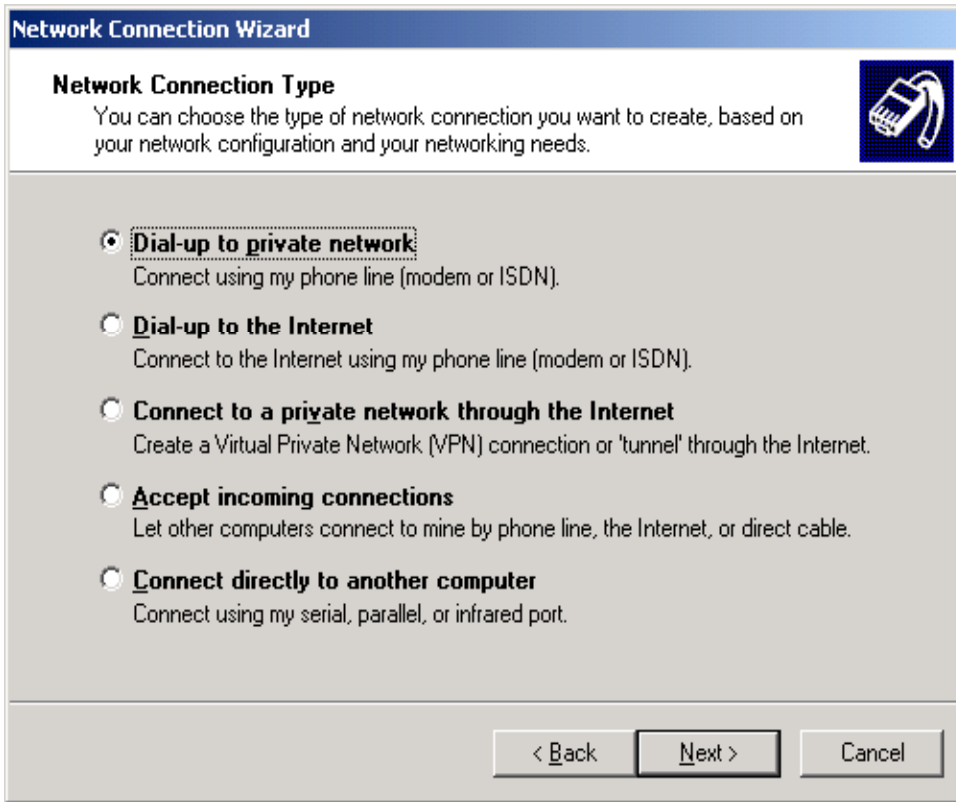 Network Connection Wizard
Network Connection Type
You can choose the type of network connection you want to create, based on
your network configuration and your networking needs.
Dial-up to private network
Connect using my phone line (modem or ISDN).
Dial-up to the Internet
Connect to the Internet using my phone line (modem or ISDN).
Connect to a private network through the Internet
Create a Virtual Private Network (VPN) connection or 'tunnel' through the Internet.
Accept incoming connections
Let other computers connect to mine by phone line, the Internet, or direct cable.
Connect directly to another computer
Connect using my serial, parallel, or infrared port.
< Back Next > Cancel